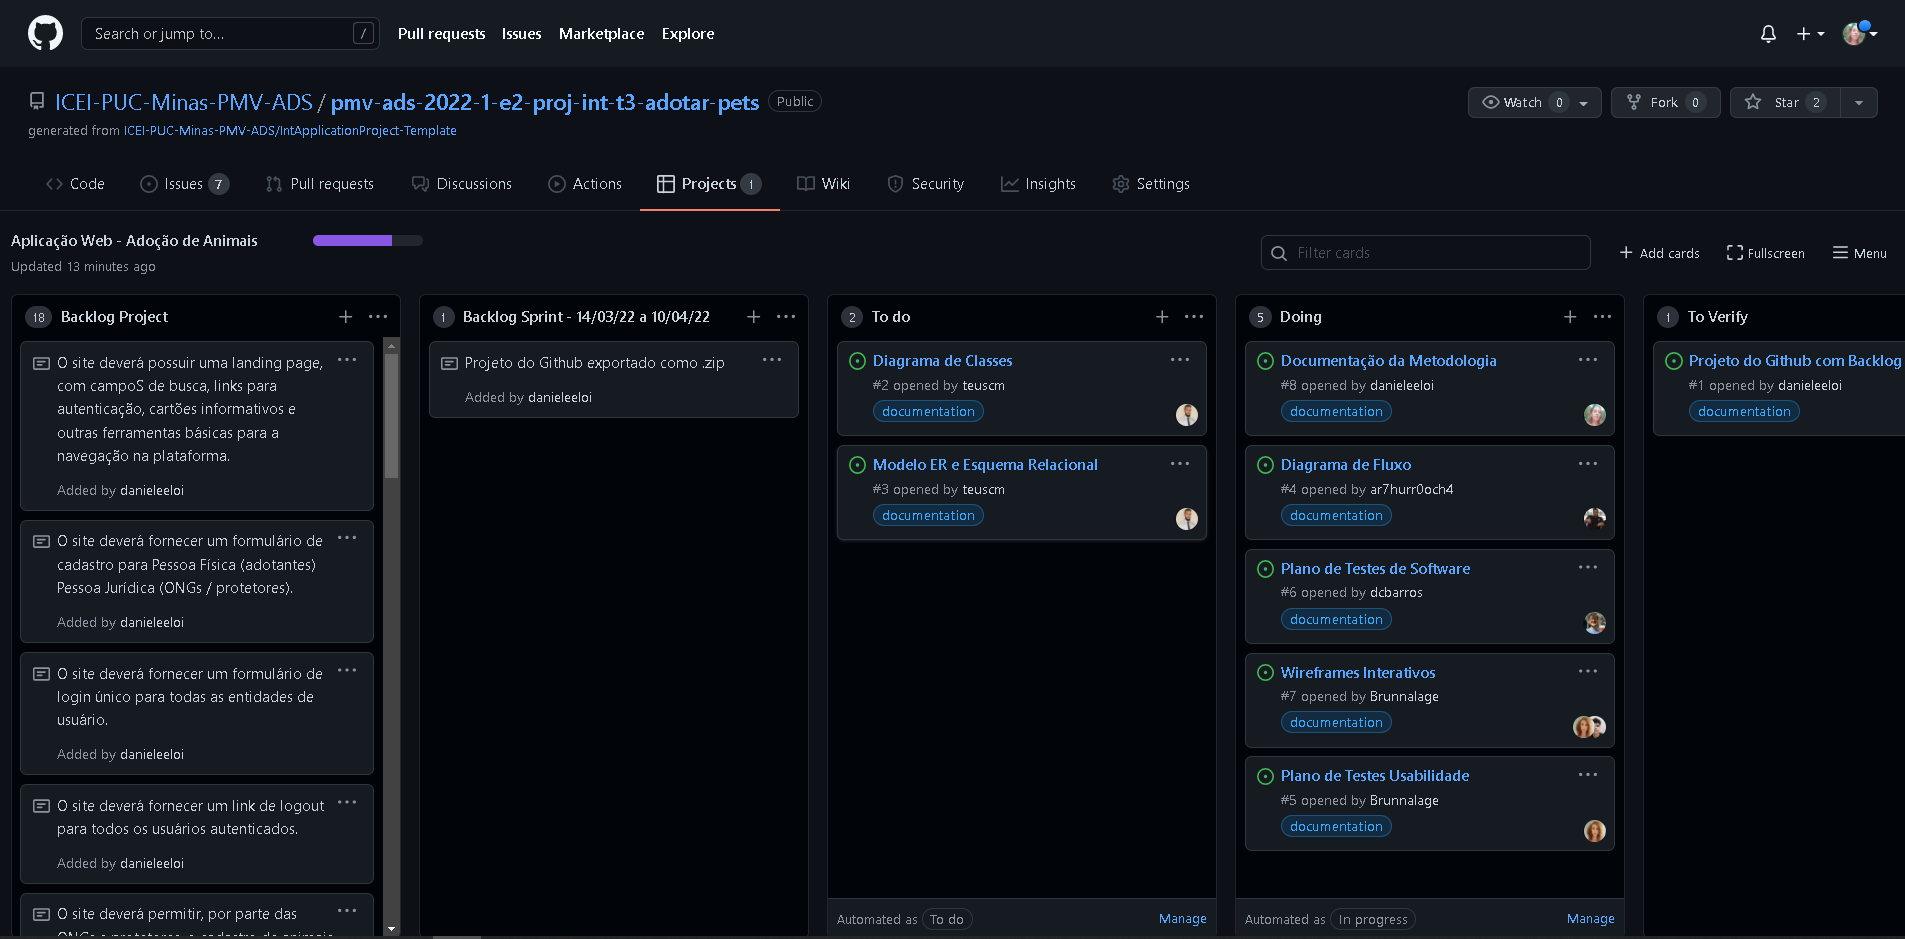 Search or jump to... / Pull requests Issues Marketplace Explore
ICEI-PUC-Minas-PMV-ADS / pmv-ads-2022-1-e2-proj-int-t3-adotar-pets Public
Watch 0 Fork 0 Star 2
generated from ICEI-PUC-Minas-PMV-ADS/IntApplicationProject-Template
Code Issues 7 Pull requests Discussions Actions Projects 1 Wiki Security Insights Settings
Aplicação Web - Adoção de Animais
Updated 13 minutes ago
Filter cards Add cards Fullscreen Menu
18 Backlog Project
O site deverá possuir uma landing page,
com campoS de busca, links para
autenticação, cartões informativos e
outras ferramentas básicas para a
navegação na plataforma.
Added by danieleeloi
O site deverá fornecer um formulário de
cadastro para Pessoa Física (adotantes)
Pessoa Jurídica (ONGs / protetores).
Added by danieleeloi
O site deverá fornecer um formulário de
login único para todas as entidades de
usuário.
Added by danieleeloi
O site deverá fornecer um link de logout
para todos os usuários autenticados.
Added by danieleeloi
O site deverá permitir, por parte das
ONGs e protetores, o cadastro de animais
1 Backlog Sprint - 14/03/22 a 10/04/22
Projeto do Github exportado como .zip
Added by danieleeloi
2 To do
Diagrama de Classes
#2 opened by teuscm
documentation
Modelo ER e Esquema Relacional
#3 opened by teuscm
documentation
Automated as To do Manage
5 Doing
Documentação da Metodologia
#8 opened by danieleeloi
documentation
Diagrama de Fluxo
#4 opened by ar7hurr0och4
documentation
Plano de Testes de Software
#6 opened by dcbarros
documentation
Wireframes Interativos
#7 opened by Brunnalage
documentation
Plano de Testes Usabilidade
#5 opened by Brunnalage
documentation
Automated as In progress Manage
1 To Verify
Projeto do Github com Backlog
#1 opened by danieleeloi
documentation